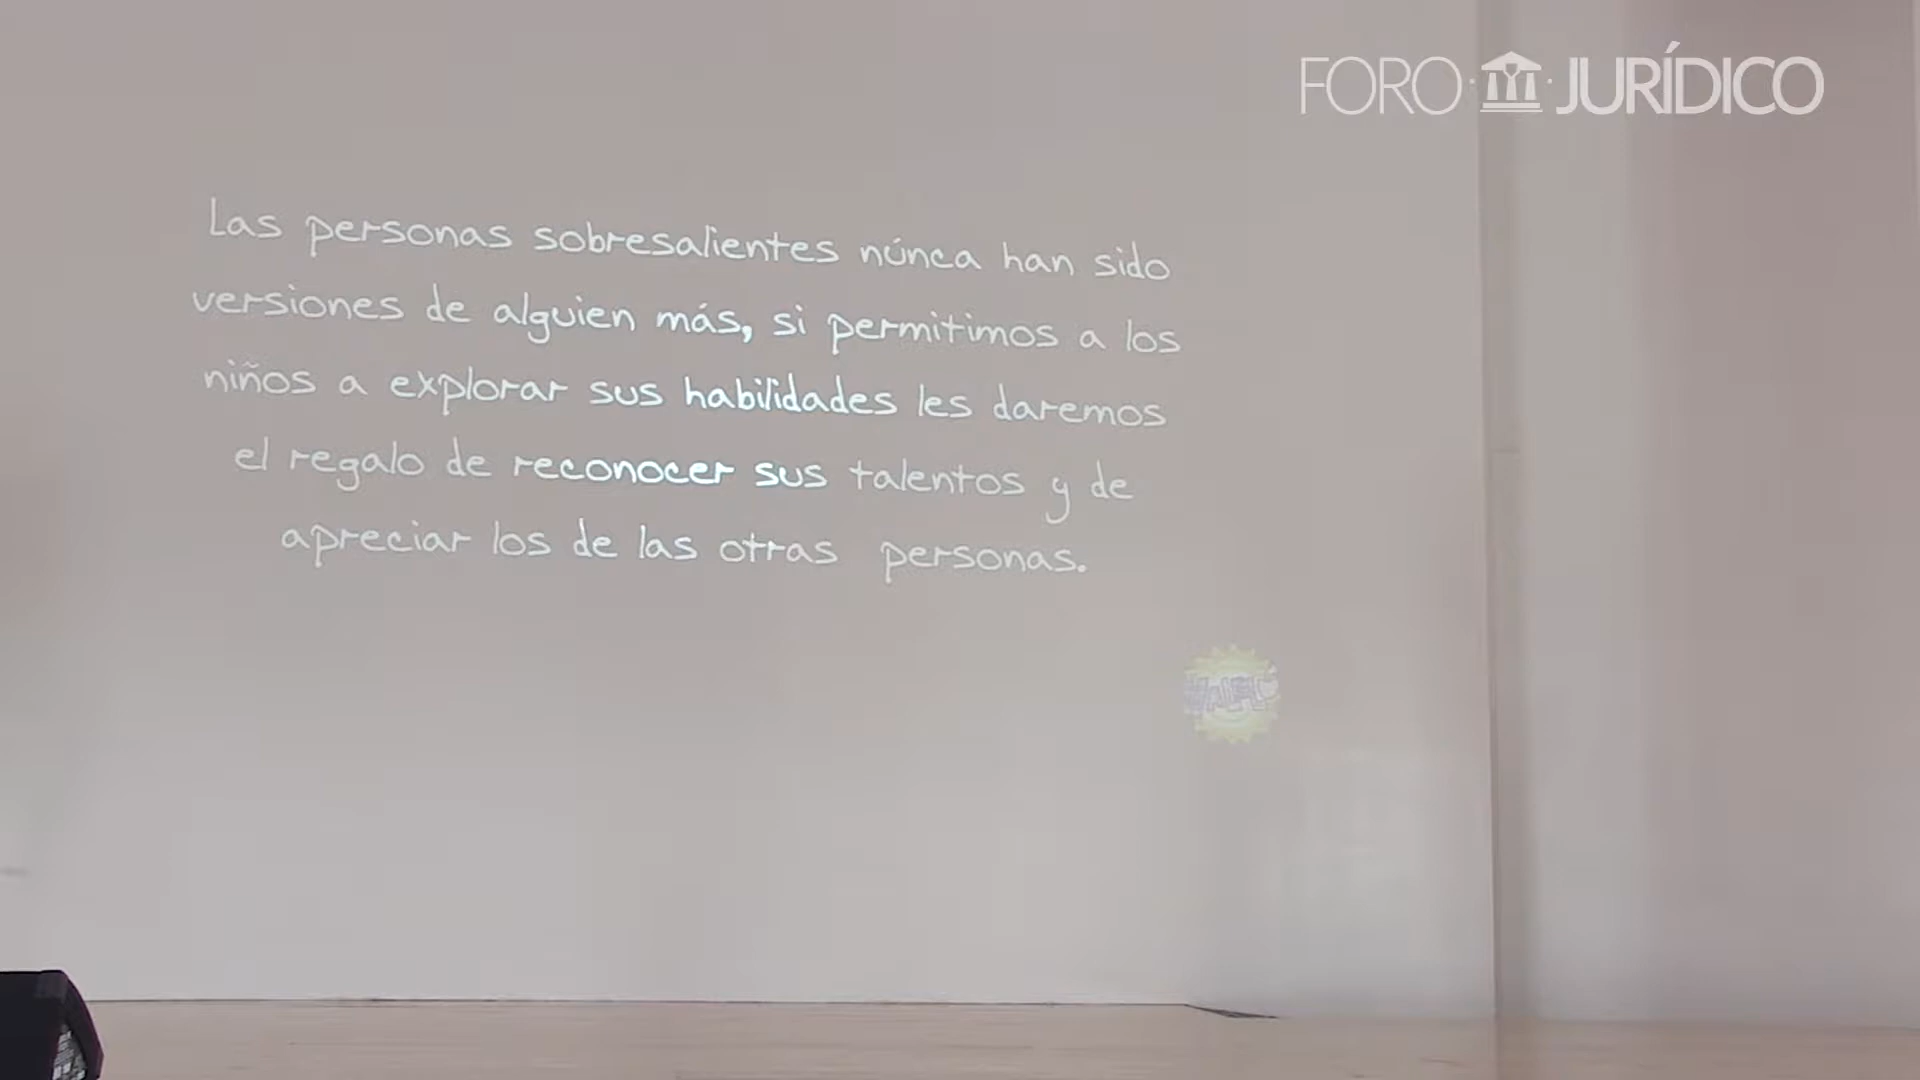 FORO JURÍDICO
Las personas sobresalientes núnca han sido
versiones de alguien más, si permitimos a los
niños a explorar sus habilidades les daremos
el regalo de reconocer sus talentos y de
apreciar los de las otras personas.